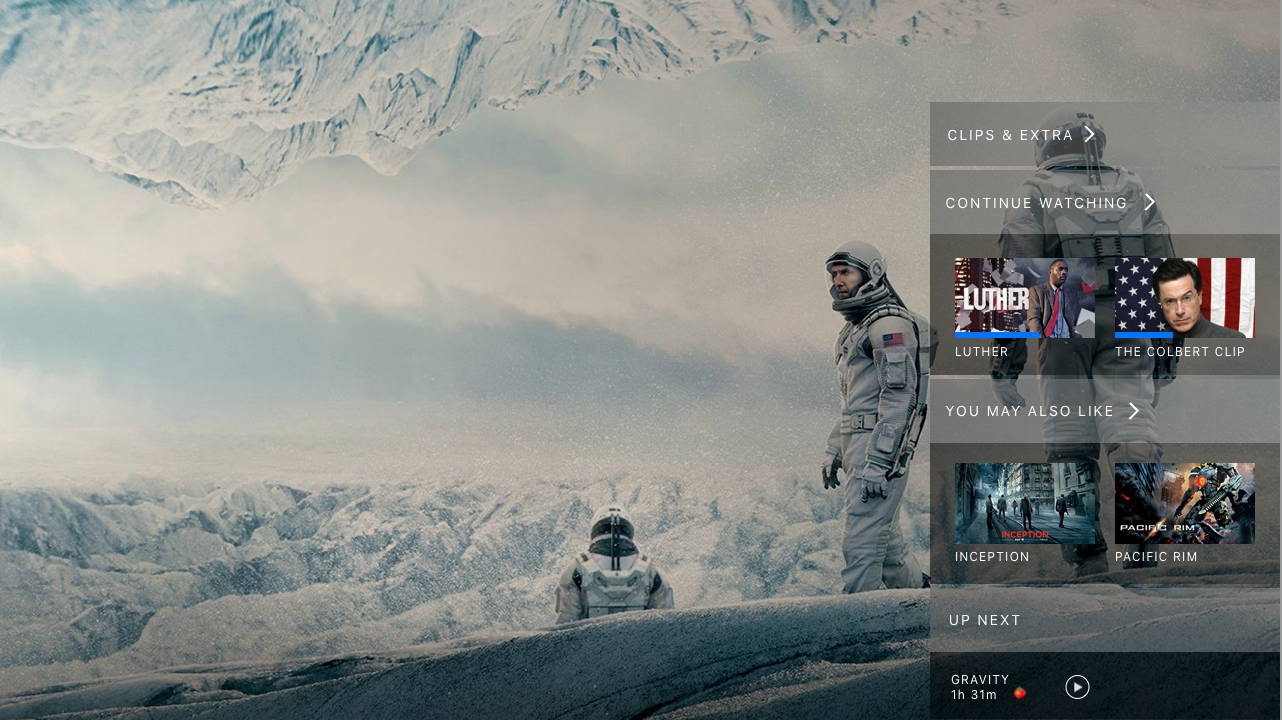 CLIPS & EXTRA
CONTINUE WATCHING
LUTHER
LUTHER
THE COLBERT CLIP
YOU MAY ALSO LIKE
INCEPTION
PACIFIC RIM
INCEPTION
PACIFIC RIM
UP NEXT
GRAVITY
1h 31m